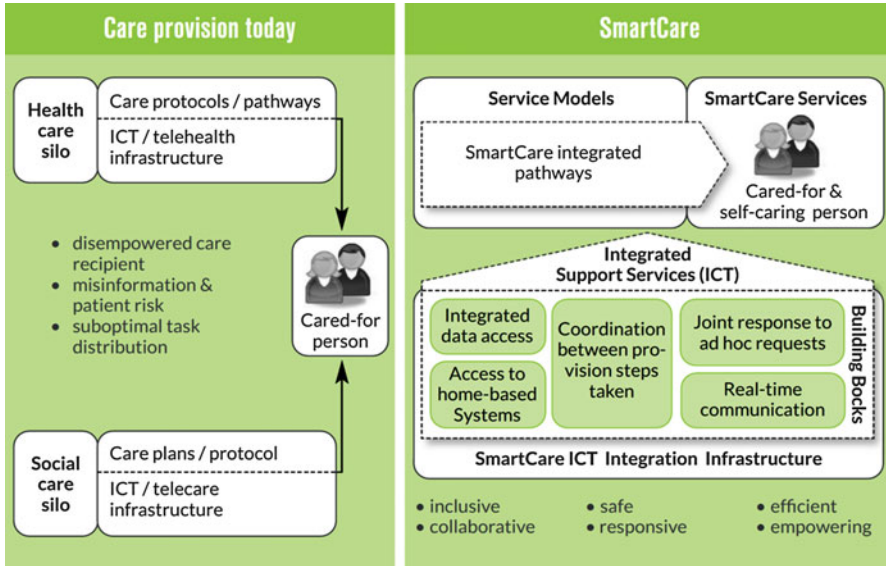 Care provision today
Health
care
silo
Care protocols / pathways
ICT / telehealth
infrastructure
• disempowered care
recipient
• misinformation &
patient risk
• suboptimal task
distribution
Cared-for
person
Social
care
silo
Care plans / protocol
ICT / telecare
infrastructure
SmartCare
Service Models
SmartCare integrated
pathways
SmartCare Services
Cared-for &
self-caring person
Integrated
Support Services (ICT)
Integrated
data access
Access to
home-based
Systems
Coordination
between pro-
vision steps
taken
Joint response to
ad hoc requests
Real-time
communication
Building Bocks
SmartCare ICT Integration Infrastructure
• inclusive
• collaborative
• safe
• responsive
• efficient
• empowering